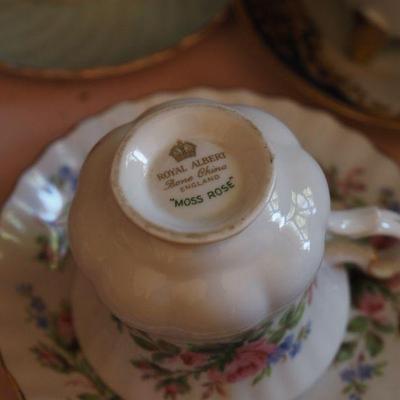 ROYAL ALBERT
Bone China
ENGLAND
"MOSS ROSE"